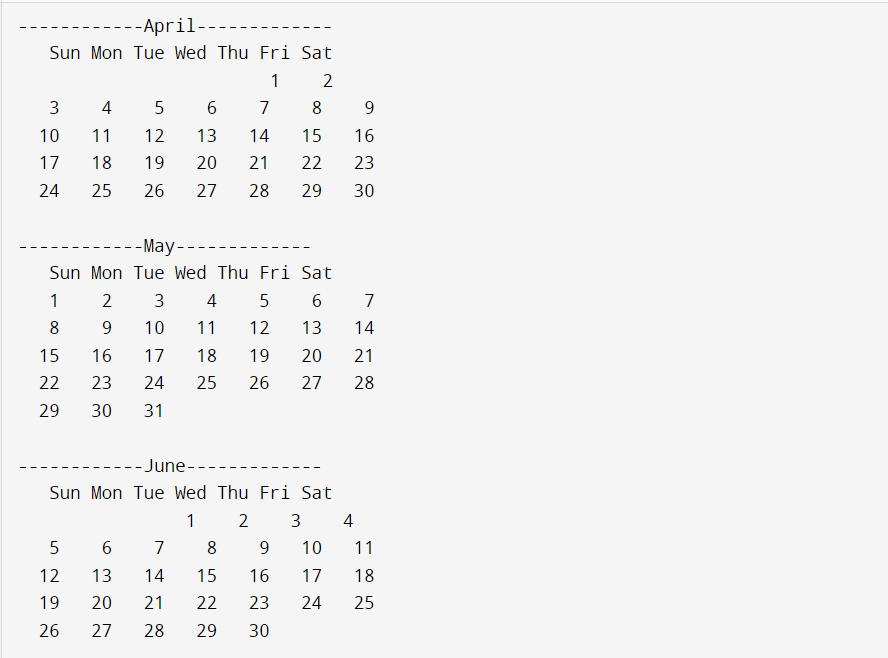 ------------April-------------
   Sun Mon Tue Wed Thu Fri Sat
                        1    2
   3    4    5    6    7    8    9
  10   11   12   13   14   15   16
  17   18   19   20   21   22   23
  24   25   26   27   28   29   30

------------May-------------
   Sun Mon Tue Wed Thu Fri Sat
   1    2    3    4    5    6    7
   8    9   10   11   12   13   14
  15   16   17   18   19   20   21
  22   23   24   25   26   27   28
  29   30   31

------------June-------------
   Sun Mon Tue Wed Thu Fri Sat
                1    2    3    4
   5    6    7    8    9   10   11
  12   13   14   15   16   17   18
  19   20   21   22   23   24   25
  26   27   28   29   30